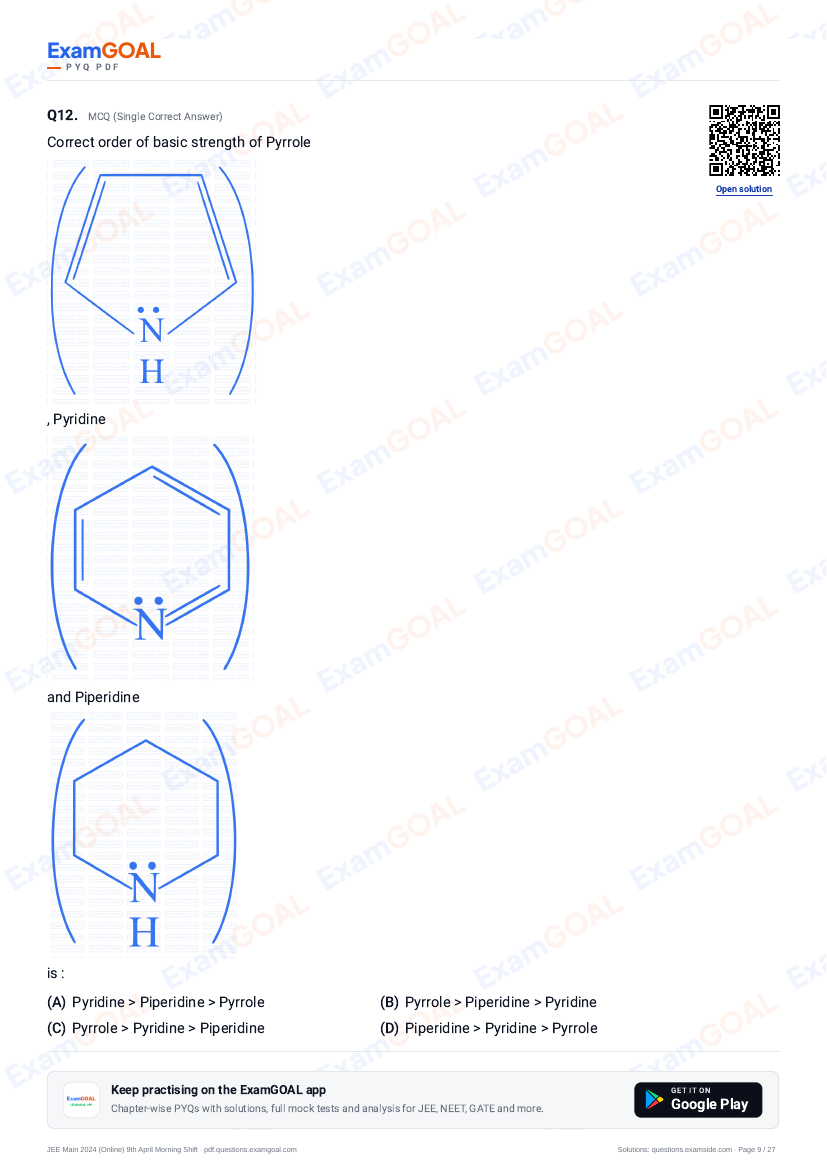 ExamGOAL
PYQ PDF
Q12. MCQ (Single Correct Answer)
Correct order of basic strength of Pyrrole
Open solution
N
H
, Pyridine
N
and Piperidine
N
H
is :
(A) Pyridine > Piperidine > Pyrrole
(B) Pyrrole > Piperidine > Pyridine
(C) Pyrrole > Pyridine > Piperidine
(D) Piperidine > Pyridine > Pyrrole
ExamGOAL
Keep practising on the ExamGOAL app
Chapter-wise PYQs with solutions, full mock tests and analysis for JEE, NEET, GATE and more.
GET IT ON
Google Play
JEE Main 2024 (Online) 9th April Morning Shift · pdf.questions.examgoal.com
Solutions: questions.examside.com · Page 9 / 27